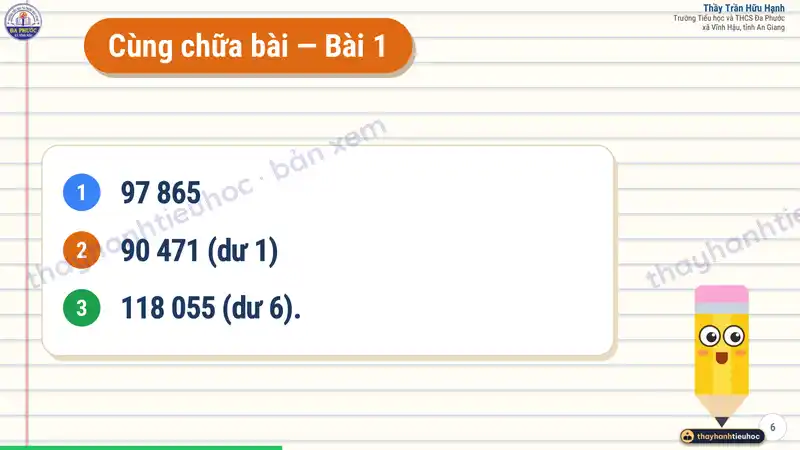 Thầy Trần Hữu Hạnh
Trường Tiểu học và THCS Đa Phước
xã Vĩnh Hậu, tỉnh An Giang
ĐA PHƯỚC
Cùng chữa bài — Bài 1
1 97 865
2 90 471 (dư 1)
3 118 055 (dư 6).
thayhanhtieuhoc · bản xem
thayhanhtieuhoc
6